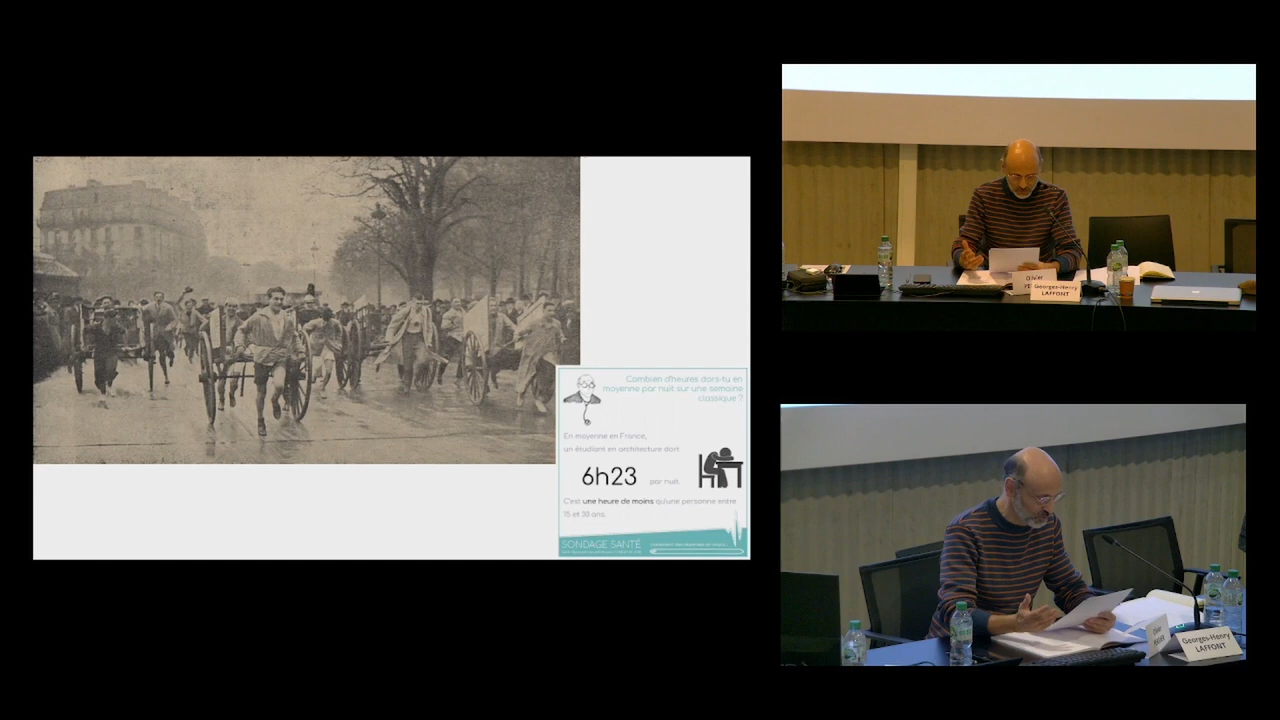 Combien d'heures dors-tu en
moyenne par nuit sur une semaine
classique ?
En moyenne en France,
un étudiant en architecture dort
6h23 par nuit.
C'est une heure de moins qu'une personne entre
15 et 30 ans.
SONDAGE SANTÉ
Olivier
Georges-Henry
LAFFONT
Georges-Henry
LAFFONT